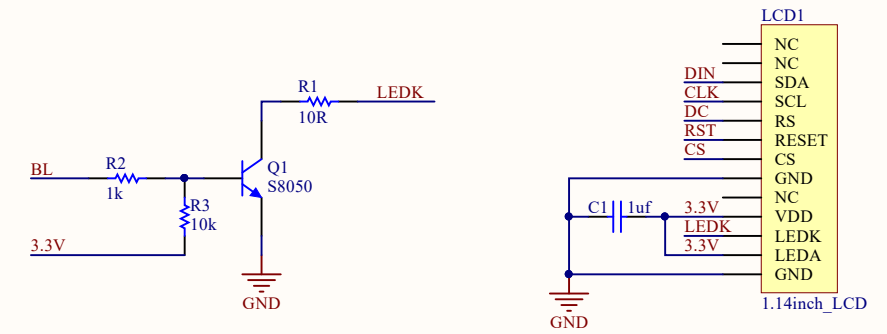 LCD1
NC
NC
DIN SDA
CLK SCL
DC RS
RST RESET
CS CS
GND
NC
C1 1uf 3.3V VDD
LEDK LEDK
3.3V LEDA
GND
GND
1.14inch_LCD
R1
LEDK
10R
BL
R2
1k
Q1
S8050
R3
10k
3.3V
GND